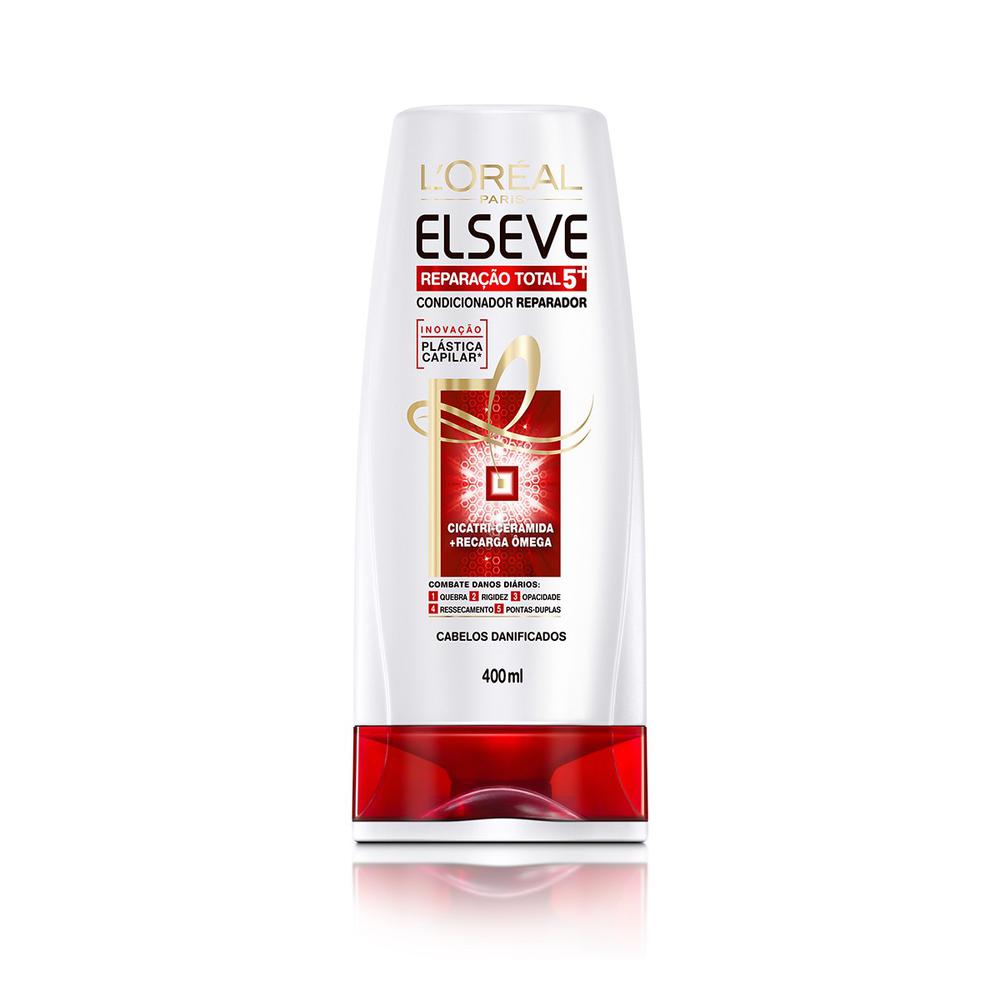 L'ORÉAL
PARIS
ELSEVE
REPARAÇÃO TOTAL 5+
CONDICIONADOR REPARADOR
INOVAÇÃO
PLÁSTICA
CAPILAR*
CICATRI-CERAMIDA
+RECARGA ÔMEGA
COMBATE DANOS DIÁRIOS:
1 QUEBRA 2 RIGIDEZ 3 OPACIDADE
4 RESSECAMENTO 5 PONTAS-DUPLAS
CABELOS DANIFICADOS
400ml